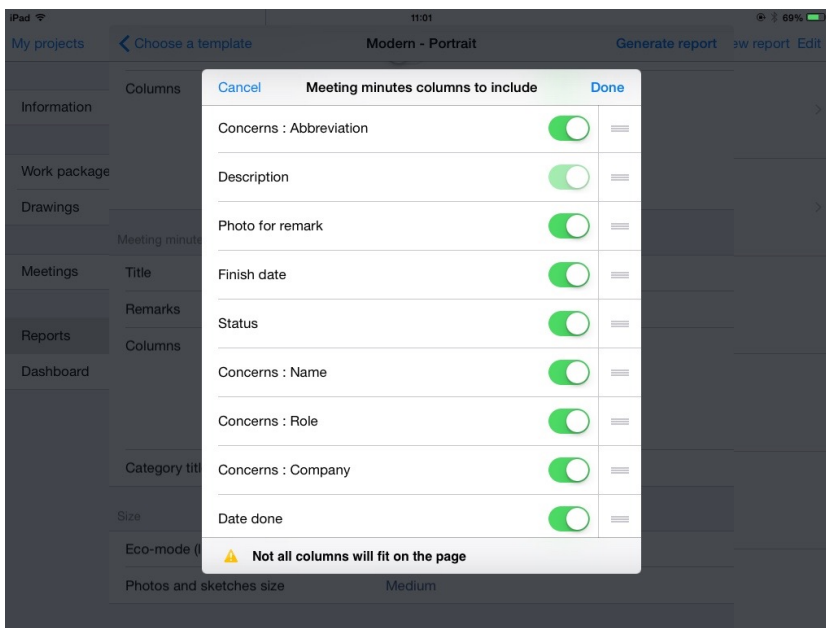 iPad 11:01 69%
My projects Choose a template Modern - Portrait Generate report ew report Edit
Cancel Meeting minutes columns to include Done
Columns
Information
Concerns : Abbreviation
Work package
Description
Drawings
Photo for remark
Meeting minute
Meetings
Title
Finish date
Remarks
Status
Reports
Columns
Dashboard
Concerns : Name
Concerns : Role
Category titl
Concerns : Company
Size
Date done
Eco-mode (l
Not all columns will fit on the page
Photos and sketches size Medium